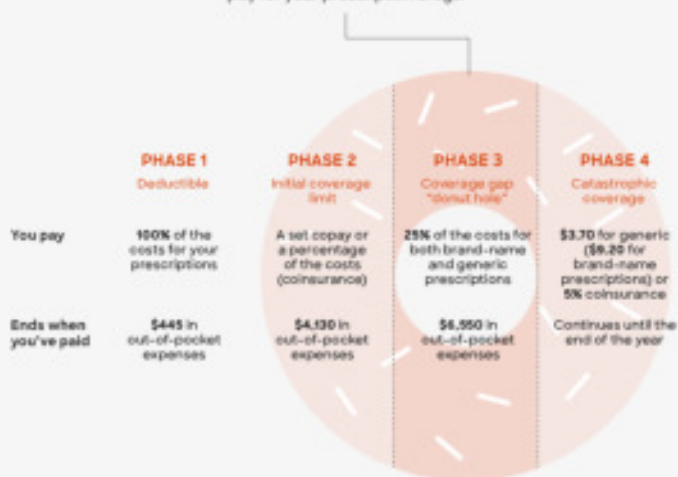 PHASE 1
Deductible
PHASE 2
Initial coverage
limit
PHASE 3
Coverage gap
"donut hole"
PHASE 4
Catastrophic
coverage
You pay
100% of the
costs for your
prescriptions
A set copay or
a percentage
of the costs
(coinsurance)
25% of the costs for
both brand-name
and generic
prescriptions
$3.70 for generic
($9.20 for
brand-name
prescriptions) or
5% coinsurance
Ends when
you've paid
$445 in
out-of-pocket
expenses
$4,130 in
out-of-pocket
expenses
$6,550 in
out-of-pocket
expenses
Continues until the
end of the year